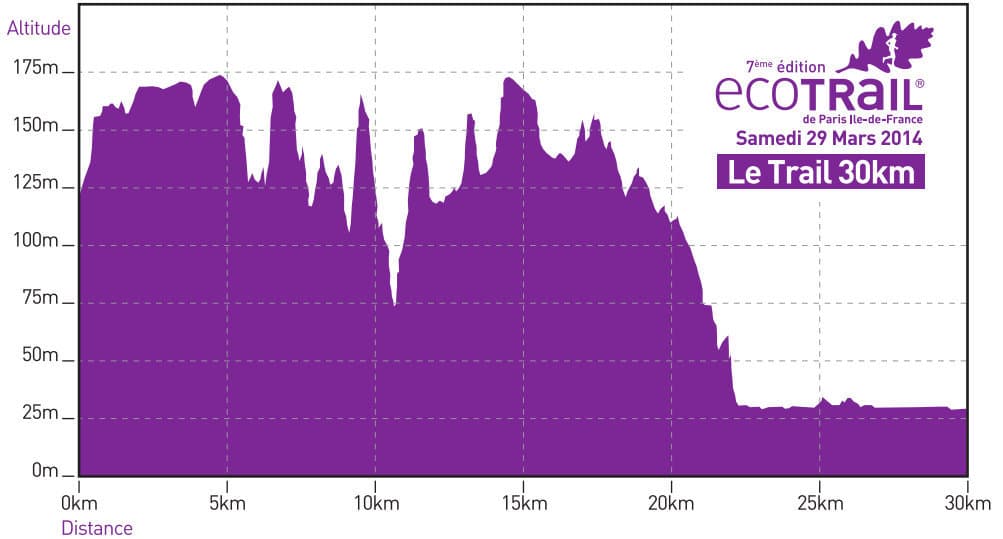 Altitude
175m
150m
125m
100m
75m
50m
25m
0m
0km 5km 10km 15km 20km 25km 30km
Distance
7ème édition
ecoTRaiL®
de Paris Ile-de-France
Samedi 29 Mars 2014
Le Trail 30km